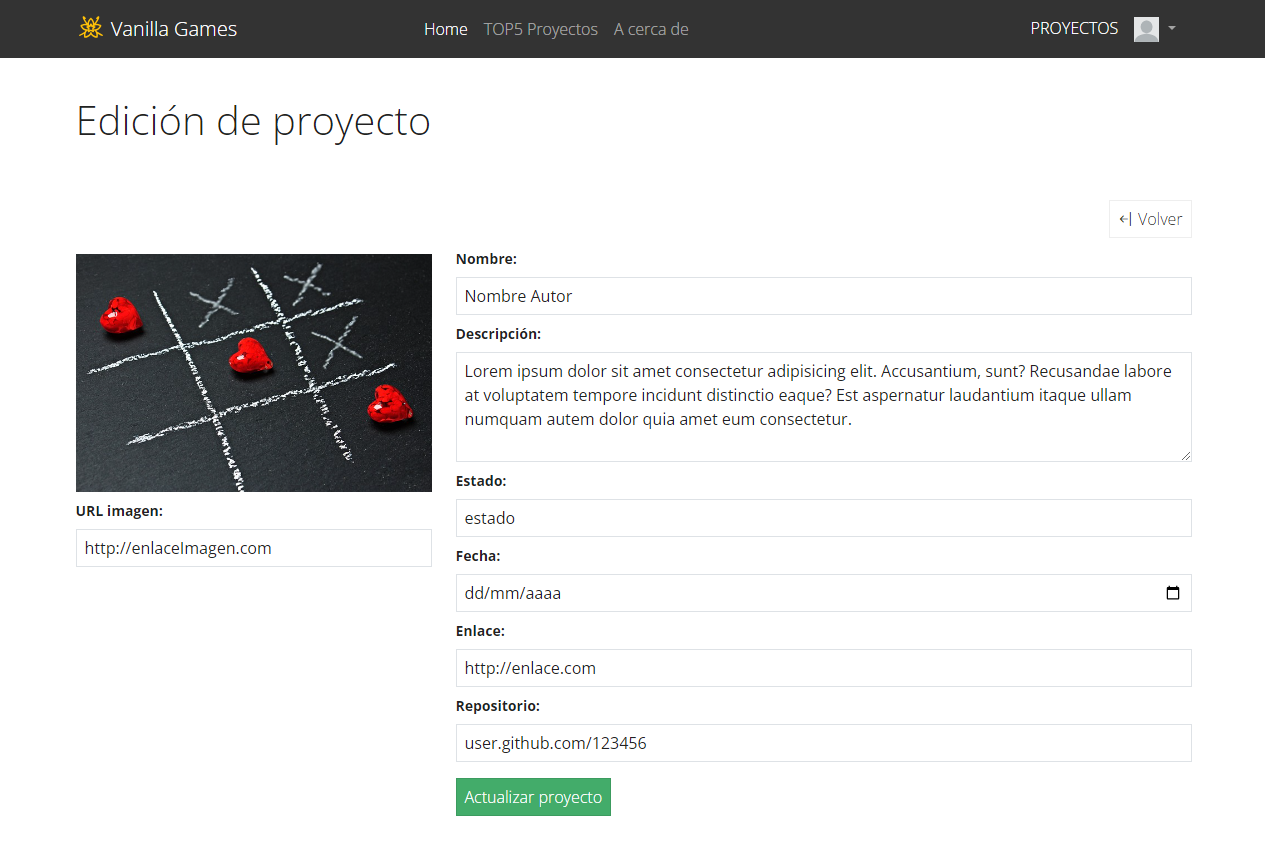 Vanilla Games
Home TOP5 Proyectos A cerca de
PROYECTOS
Edición de proyecto
Volver
URL imagen:
http://enlaceImagen.com
Nombre:
Nombre Autor
Descripción:
Lorem ipsum dolor sit amet consectetur adipisicing elit. Accusantium, sunt? Recusandae labore
at voluptatem tempore incidunt distinctio eaque? Est aspernatur laudantium itaque ullam
numquam autem dolor quia amet eum consectetur.
Estado:
estado
Fecha:
dd/mm/aaaa
Enlace:
http://enlace.com
Repositorio:
user.github.com/123456
Actualizar proyecto